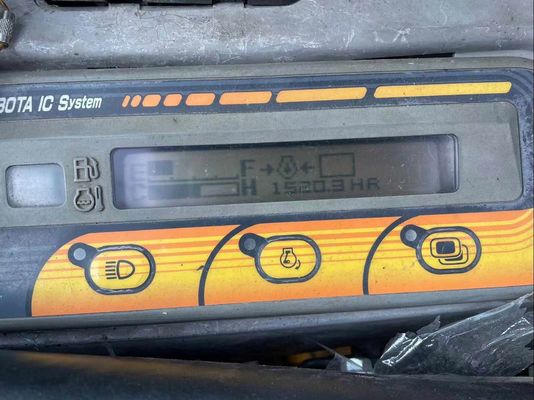 BOTA IC System
E F
C H 1520.3 HR